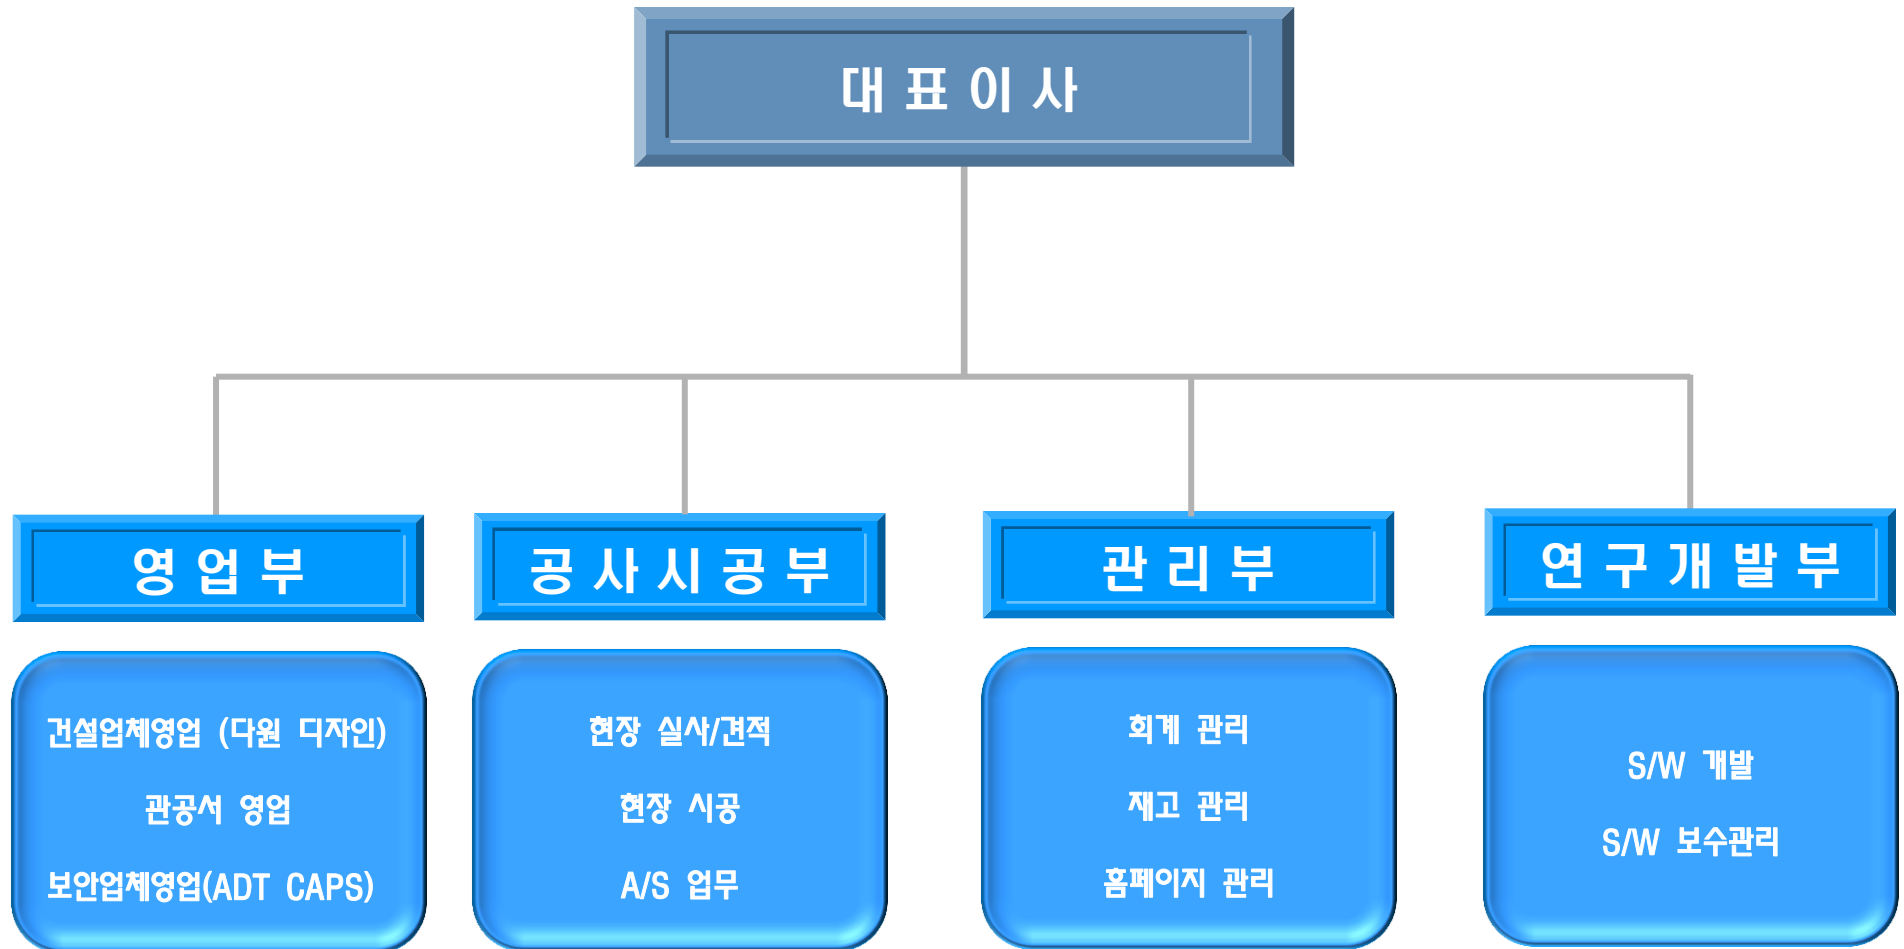 대 표 이 사
영 업 부
공 사 시 공 부
관 리 부
연 구 개 발 부
건설업체영업 (다원 디자인)
관공서 영업
보안업체영업(ADT CAPS)
현장 실사/견적
현장 시공
A/S 업무
회계 관리
재고 관리
홈페이지 관리
S/W 개발
S/W 보수관리